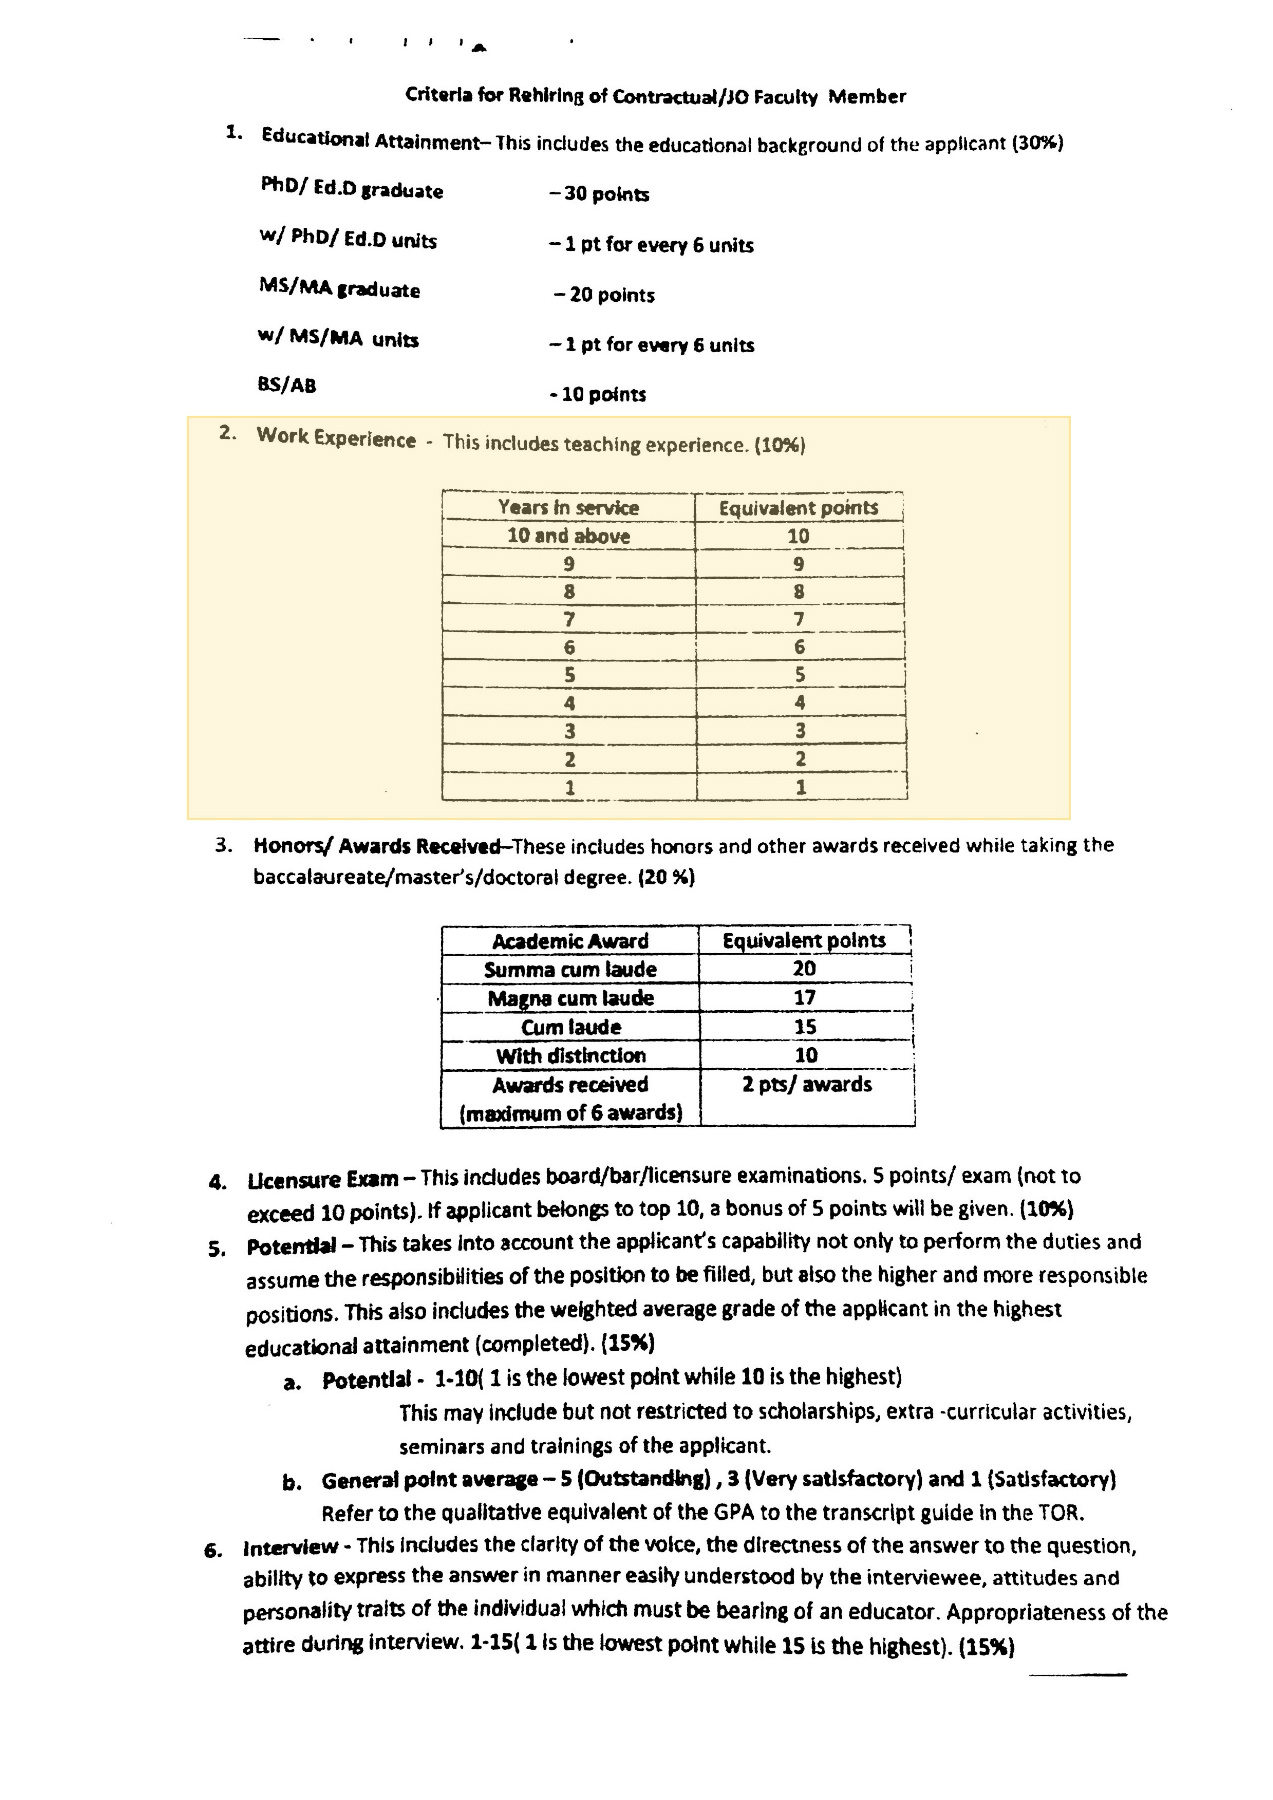 Criteria for Rehiring of Contractual/JO Faculty Member
1. Educational Attainment– This includes the educational background of the applicant (30%)
PhD/ Ed.D graduate – 30 points
w/ PhD/ Ed.D units – 1 pt for every 6 units
MS/MA graduate – 20 points
w/ MS/MA units – 1 pt for every 6 units
BS/AB - 10 points
2. Work Experience - This includes teaching experience. (10%)
Years in service Equivalent points
10 and above 10
9 9
8 8
7 7
6 6
5 5
4 4
3 3
2 2
1 1
3. Honors/ Awards Received–These includes honors and other awards received while taking the
baccalaureate/master's/doctoral degree. (20 %)
Academic Award Equivalent points
Summa cum laude 20
Magna cum laude 17
Cum laude 15
With distinction 10
Awards received 2 pts/ awards
(maximum of 6 awards)
4. Licensure Exam – This includes board/bar/licensure examinations. 5 points/ exam (not to
exceed 10 points). If applicant belongs to top 10, a bonus of 5 points will be given. (10%)
5. Potential – This takes into account the applicant's capability not only to perform the duties and
assume the responsibilities of the position to be filled, but also the higher and more responsible
positions. This also includes the weighted average grade of the applicant in the highest
educational attainment (completed). (15%)
a. Potential - 1-10( 1 is the lowest point while 10 is the highest)
This may include but not restricted to scholarships, extra -curricular activities,
seminars and trainings of the applicant.
b. General point average – 5 (Outstanding) , 3 (Very satisfactory) and 1 (Satisfactory)
Refer to the qualitative equivalent of the GPA to the transcript guide in the TOR.
6. Interview - This includes the clarity of the voice, the directness of the answer to the question,
ability to express the answer in manner easily understood by the interviewee, attitudes and
personality traits of the individual which must be bearing of an educator. Appropriateness of the
attire during interview. 1-15( 1 is the lowest point while 15 is the highest). (15%)